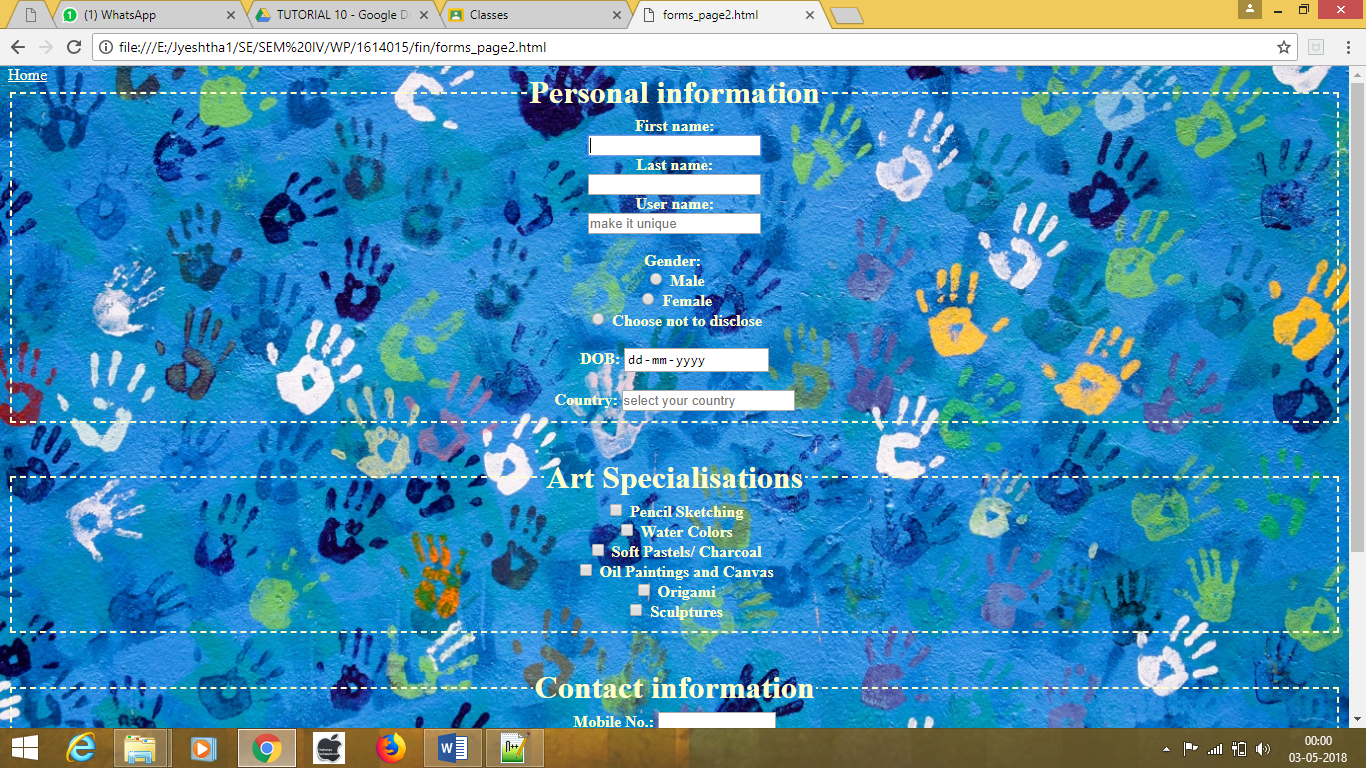 (1) WhatsApp
TUTORIAL 10 - Google D
Classes
forms_page2.html
file:///E:/Jyeshtha1/SE/SEM%20IV/WP/1614015/fin/forms_page2.html
Home
Personal information
First name:
Last name:
User name:
make it unique
Gender:
Male
Female
Choose not to disclose
DOB: dd-mm-yyyy
Country: select your country
Art Specialisations
Pencil Sketching
Water Colors
Soft Pastels/ Charcoal
Oil Paintings and Canvas
Origami
Sculptures
Contact information
Mobile No.:
00:00
03-05-2018